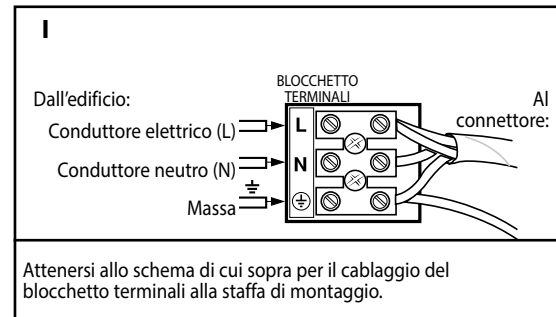 I
BLOCCHETTO
TERMINALI
Dall'edificio:
Al
connettore:
Conduttore elettrico (L)
L
Conduttore neutro (N)
N
Massa
Attenersi allo schema di cui sopra per il cablaggio del
blocchetto terminali alla staffa di montaggio.